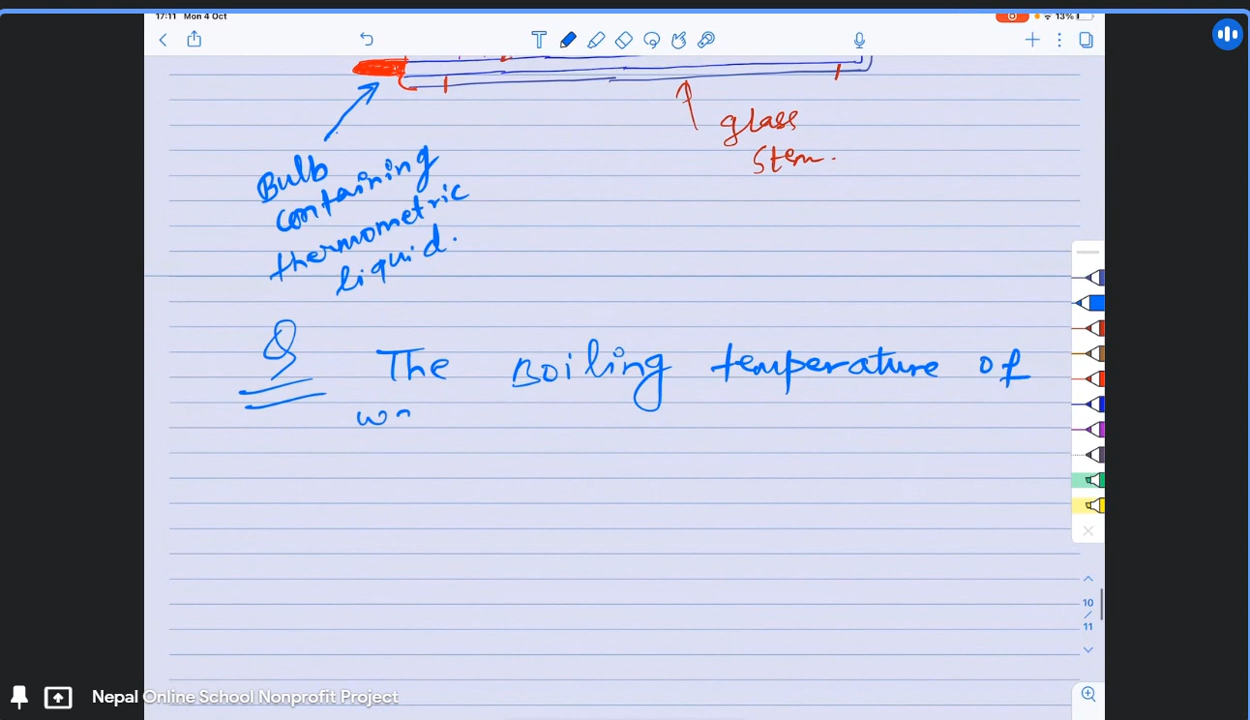 17:11 Mon 4 Oct
13%
T
glass
stem.
Bulb
containing
thermometric
liquid.
Q The Boiling temperature of
10
/
11
Nepal Online School Nonprofit Project